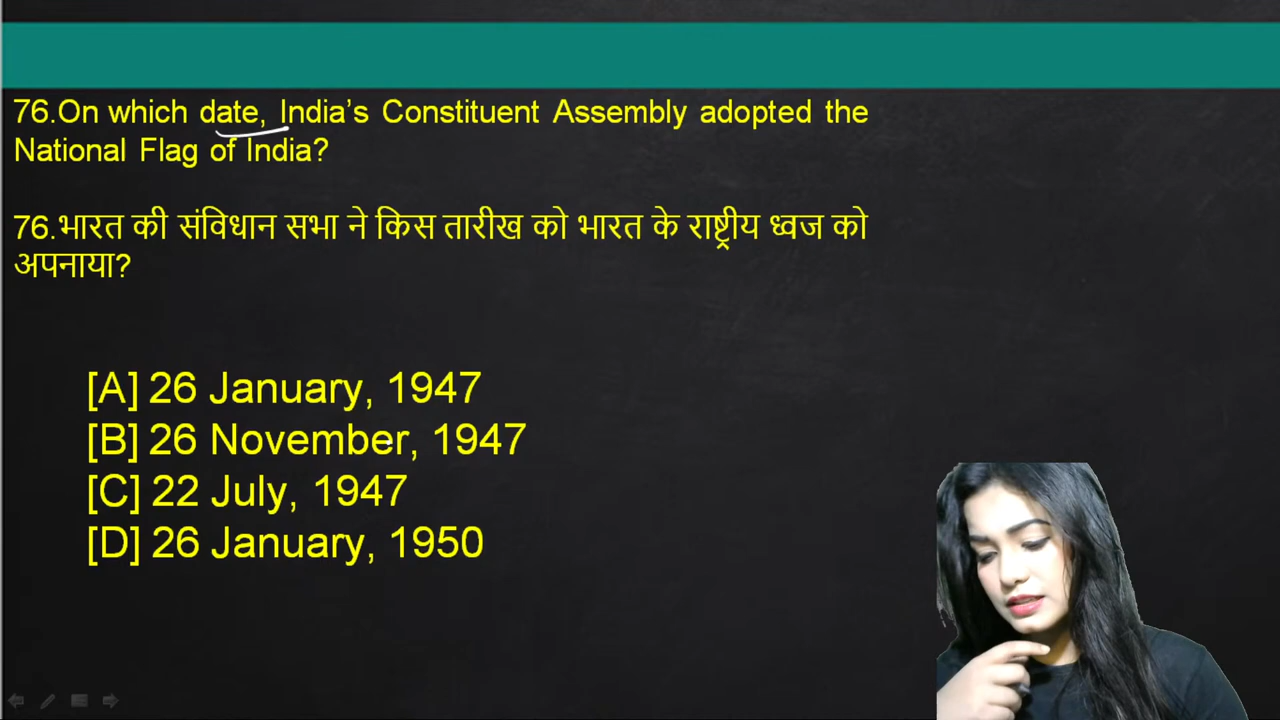 76.On which date, India’s Constituent Assembly adopted the
National Flag of India?
76.भारत की संविधान सभा ने किस तारीख को भारत के राष्ट्रीय ध्वज को
अपनाया?
[A] 26 January, 1947
[B] 26 November, 1947
[C] 22 July, 1947
[D] 26 January, 1950